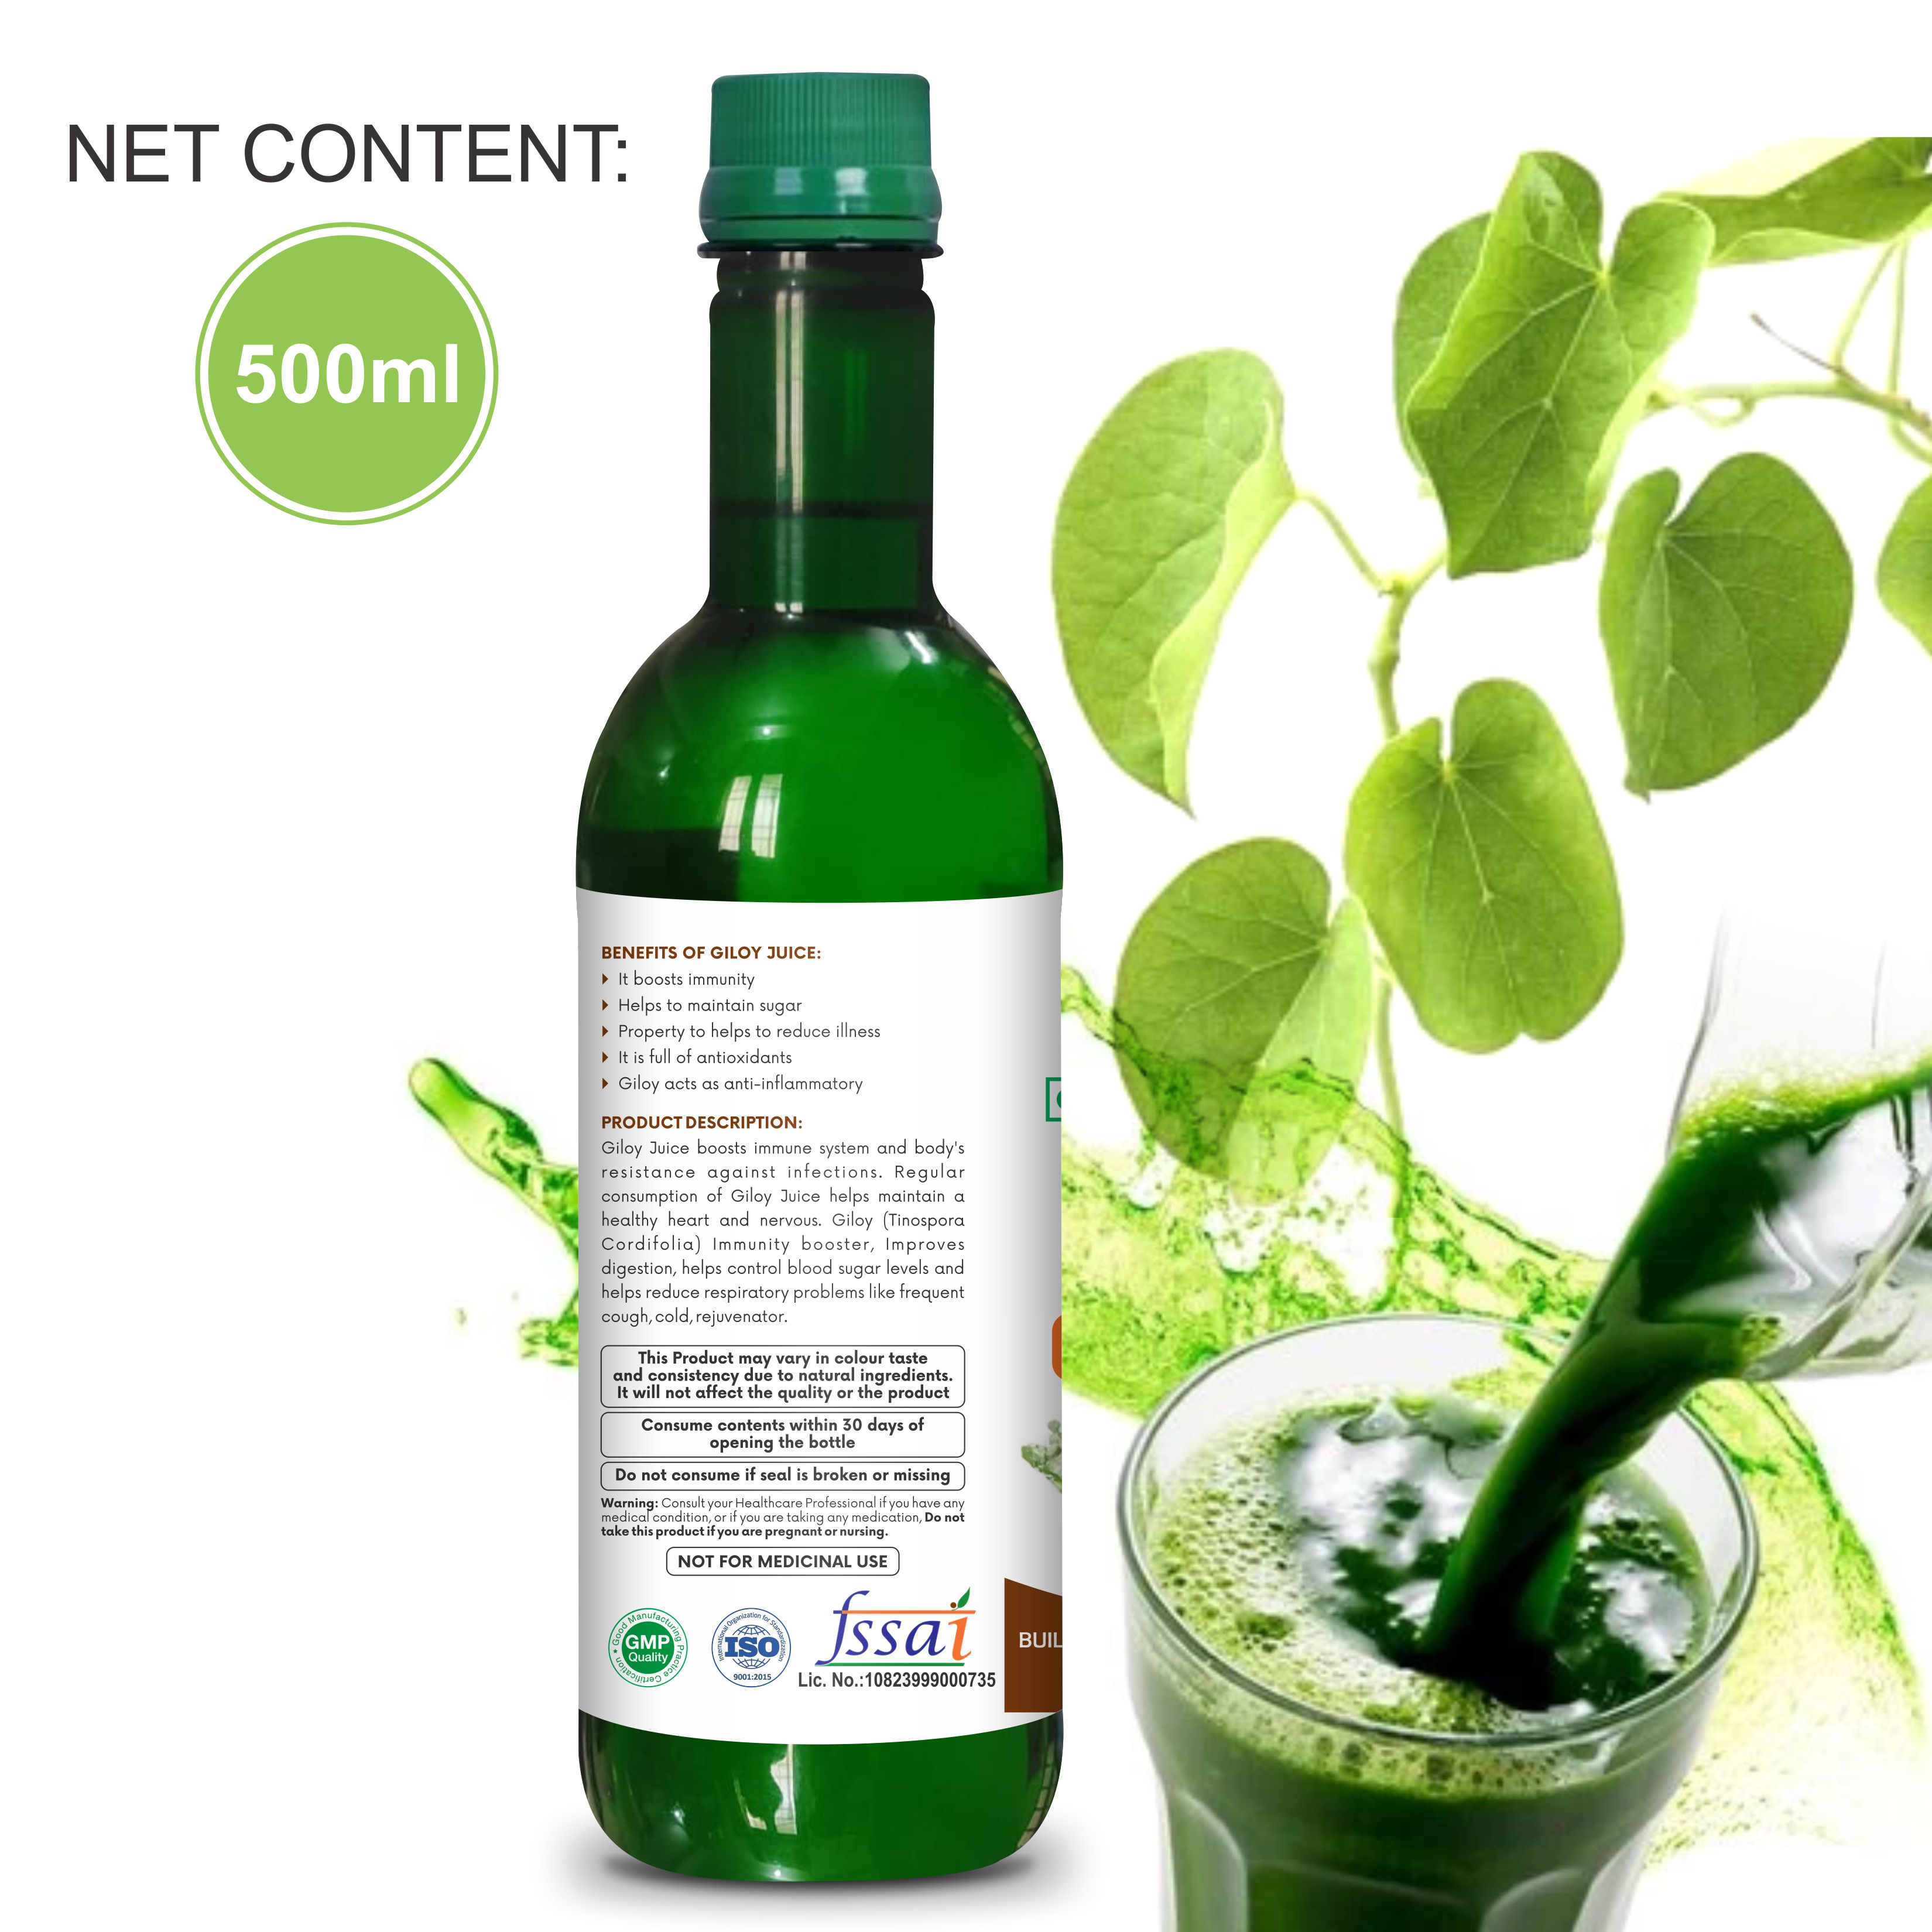 NET CONTENT:
500ml
BENEFITS OF GILOY JUICE:
It boosts immunity
Helps to maintain sugar
Property to helps to reduce illness
It is full of antioxidants
Giloy acts as anti-inflammatory
PRODUCT DESCRIPTION:
Giloy Juice boosts immune system and body's
resistance against infections. Regular
consumption of Giloy Juice helps maintain a
healthy heart and nervous. Giloy (Tinospora
Cordifolia) Immunity booster, Improves
digestion, helps control blood sugar levels and
helps reduce respiratory problems like frequent
cough, cold, rejuvenator.
This Product may vary in colour taste
and consistency due to natural ingredients.
It will not affect the quality or the product
Consume contents within 30 days of
opening the bottle
Do not consume if seal is broken or missing
Warning: Consult your Healthcare Professional if you have any
medical condition, or if you are taking any medication, Do not
take this product if you are pregnant or nursing.
NOT FOR MEDICINAL USE
Good Manufacturing Practice Certification
GMP
Quality
International Organization for Standardization
ISO
9001:2015
fssai
Lic. No.:10823999000735
BUIL